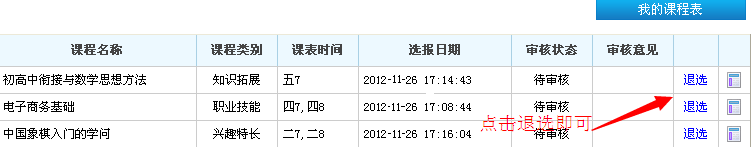 我的课程表
课程名称 课程类别 课表时间 选报日期 审核状态 审核意见
初高中衔接与数学思想方法 知识拓展 五7 2012-11-26 17:14:43 待审核 退选
电子商务基础 职业技能 四7,四8 2012-11-26 17:08:44 待审核 退选
点击退选即可
中国象棋入门的学问 兴趣特长 二7,二8 2012-11-26 17:16:04 待审核 退选